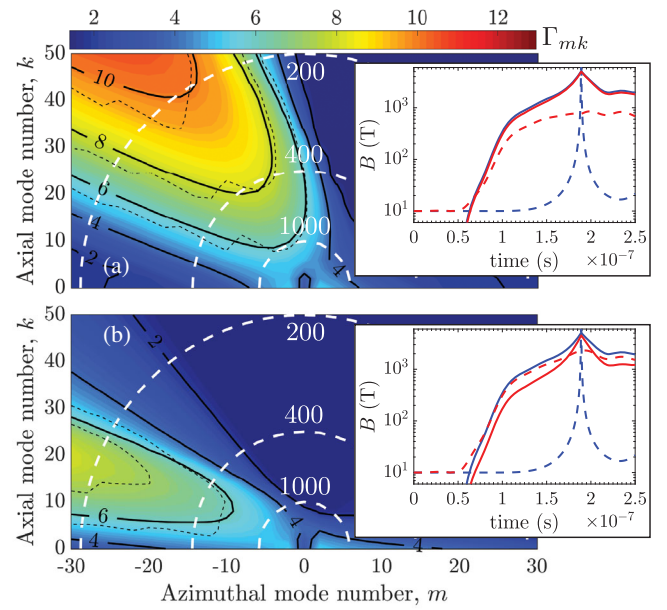 2 4 6 8 10 12 Γmk
50 40 30 20 10 0
Axial mode number, k
10 8 6 4 2
(a)
200
400
1000
4
B (T)
10³ 10² 10¹
0 0.5 1 1.5 2 2.5
time (s) ×10⁻⁷
50 40 30 20 10 0
Axial mode number, k
(b)
2
6
4
200
400
1000
4
4
B (T)
10³ 10² 10¹
0 0.5 1 1.5 2 2.5
time (s) ×10⁻⁷
-30 -20 -10 0 10 20 30
Azimuthal mode number, m